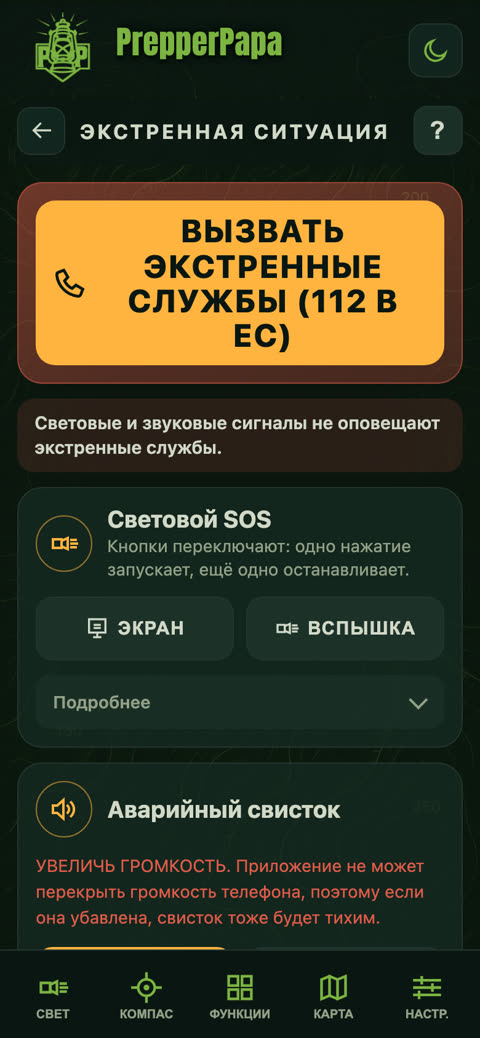 PrepperPapa
ЭКСТРЕННАЯ СИТУАЦИЯ
?
ВЫЗВАТЬ
ЭКСТРЕННЫЕ
СЛУЖБЫ (112 В
ЕС)
Световые и звуковые сигналы не оповещают
экстренные службы.
Световой SOS
Кнопки переключают: одно нажатие
запускает, ещё одно останавливает.
ЭКРАН
ВСПЫШКА
Подробнее
Аварийный свисток
УВЕЛИЧЬ ГРОМКОСТЬ. Приложение не может
перекрыть громкость телефона, поэтому если
она убавлена, свисток тоже будет тихим.
СВЕТ
КОМПАС
ФУНКЦИИ
КАРТА
НАСТР.